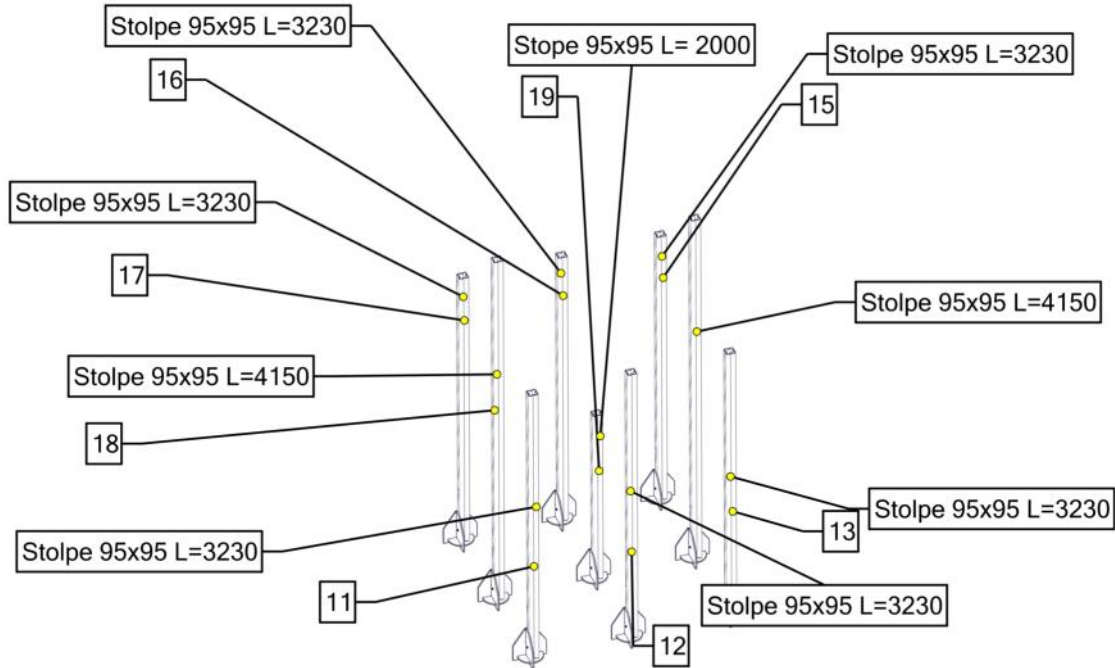 Stolpe 95x95 L=3230
Stope 95x95 L= 2000
Stolpe 95x95 L=3230
16
19
15
Stolpe 95x95 L=3230
17
Stolpe 95x95 L=4150
Stolpe 95x95 L=4150
18
Stolpe 95x95 L=3230
13
Stolpe 95x95 L=3230
11
Stolpe 95x95 L=3230
12